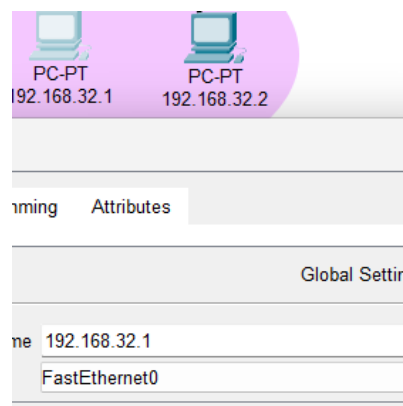 PC-PT
192.168.32.1
PC-PT
192.168.32.2
Attributes
Global
192.168.32.1
FastEthernet0